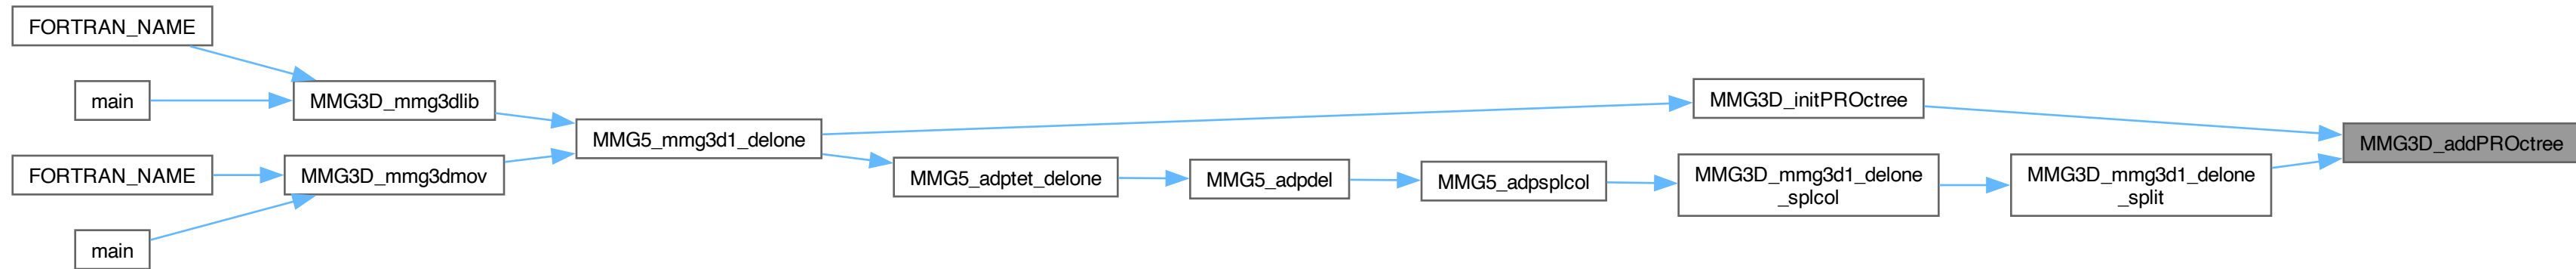 FORTRAN_NAME
main
MMG3D_mmg3dlib
FORTRAN_NAME
MMG3D_mmg3dmov
main
MMG5_mmg3d1_delone
MMG3D_initPROctree
MMG5_adptet_delone
MMG5_adpdel
MMG5_adpsplcol
MMG3D_mmg3d1_delone
_splcol
MMG3D_mmg3d1_delone
_split
MMG3D_addPROctree